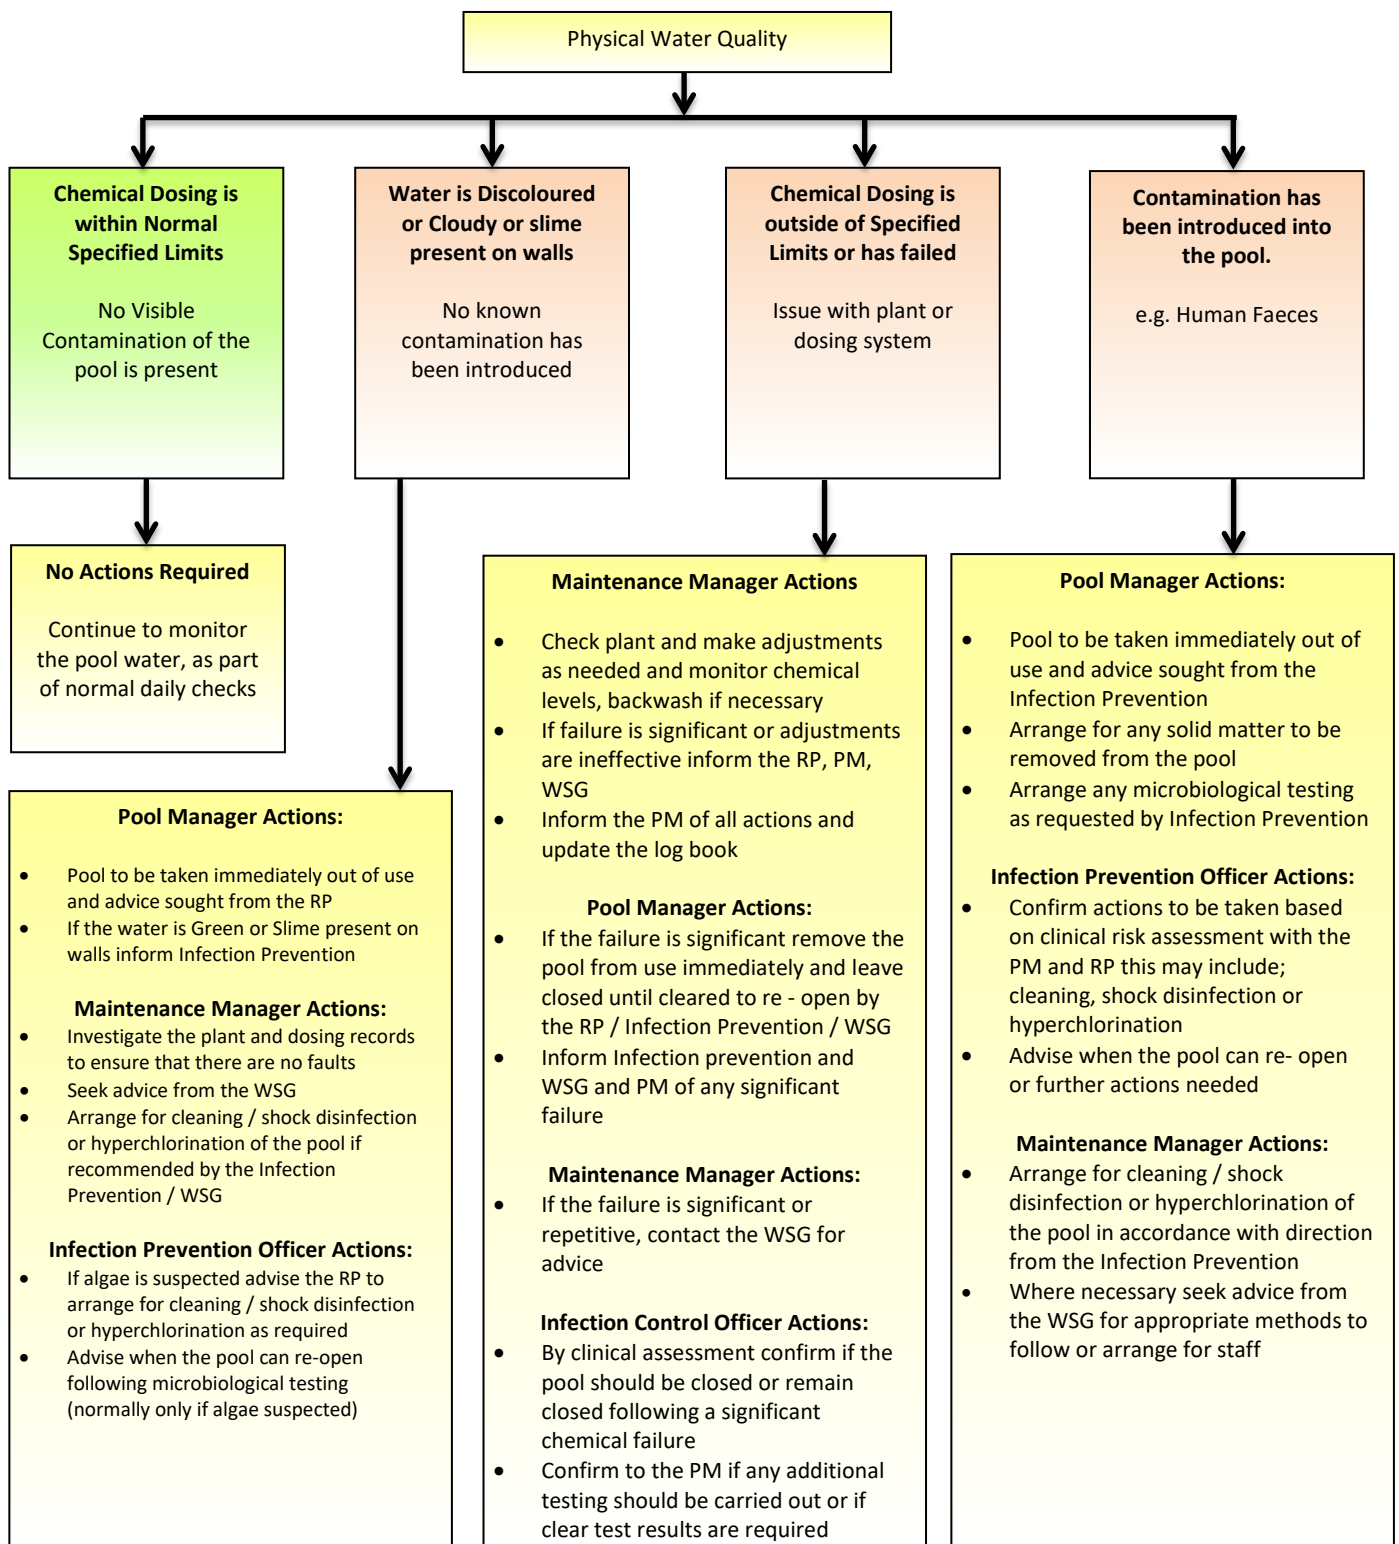 Physical Water Quality
Chemical Dosing is
within Normal
Specified Limits
No Visible
Contamination of the
pool is present
Water is Discoloured
or Cloudy or slime
present on walls
No known
contamination has
been introduced
Chemical Dosing is
outside of Specified
Limits or has failed
Issue with plant or
dosing system
Contamination has
been introduced into
the pool.
e.g. Human Faeces
No Actions Required
Continue to monitor
the pool water, as part
of normal daily checks
Pool Manager Actions:
• Pool to be taken immediately out of use
and advice sought from the RP
• If the water is Green or Slime present on
walls inform Infection Prevention
Maintenance Manager Actions:
• Investigate the plant and dosing records
to ensure that there are no faults
• Seek advice from the WSG
• Arrange for cleaning / shock disinfection
or hyperchlorination of the pool if
recommended by the Infection
Prevention / WSG
Infection Prevention Officer Actions:
• If algae is suspected advise the RP to
arrange for cleaning / shock disinfection
or hyperchlorination as required
• Advise when the pool can re-open
following microbiological testing
(normally only if algae suspected)
Maintenance Manager Actions
• Check plant and make adjustments
as needed and monitor chemical
levels, backwash if necessary
• If failure is significant or adjustments
are ineffective inform the RP, PM,
WSG
• Inform the PM of all actions and
update the log book
Pool Manager Actions:
• If the failure is significant remove the
pool from use immediately and leave
closed until cleared to re - open by
the RP / Infection Prevention / WSG
• Inform Infection prevention and
WSG and PM of any significant
failure
Maintenance Manager Actions:
• If the failure is significant or
repetitive, contact the WSG for
advice
Infection Control Officer Actions:
• By clinical assessment confirm if the
pool should be closed or remain
closed following a significant
chemical failure
• Confirm to the PM if any additional
testing should be carried out or if
clear test results are required
Pool Manager Actions:
• Pool to be taken immediately out of
use and advice sought from the
Infection Prevention
• Arrange for any solid matter to be
removed from the pool
• Arrange any microbiological testing
as requested by Infection Prevention
Infection Prevention Officer Actions:
• Confirm actions to be taken based
on clinical risk assessment with the
PM and RP this may include;
cleaning, shock disinfection or
hyperchlorination
• Advise when the pool can re- open
or further actions needed
Maintenance Manager Actions:
• Arrange for cleaning / shock
disinfection or hyperchlorination of
the pool in accordance with direction
from the Infection Prevention
• Where necessary seek advice from
the WSG for appropriate methods to
follow or arrange for staff